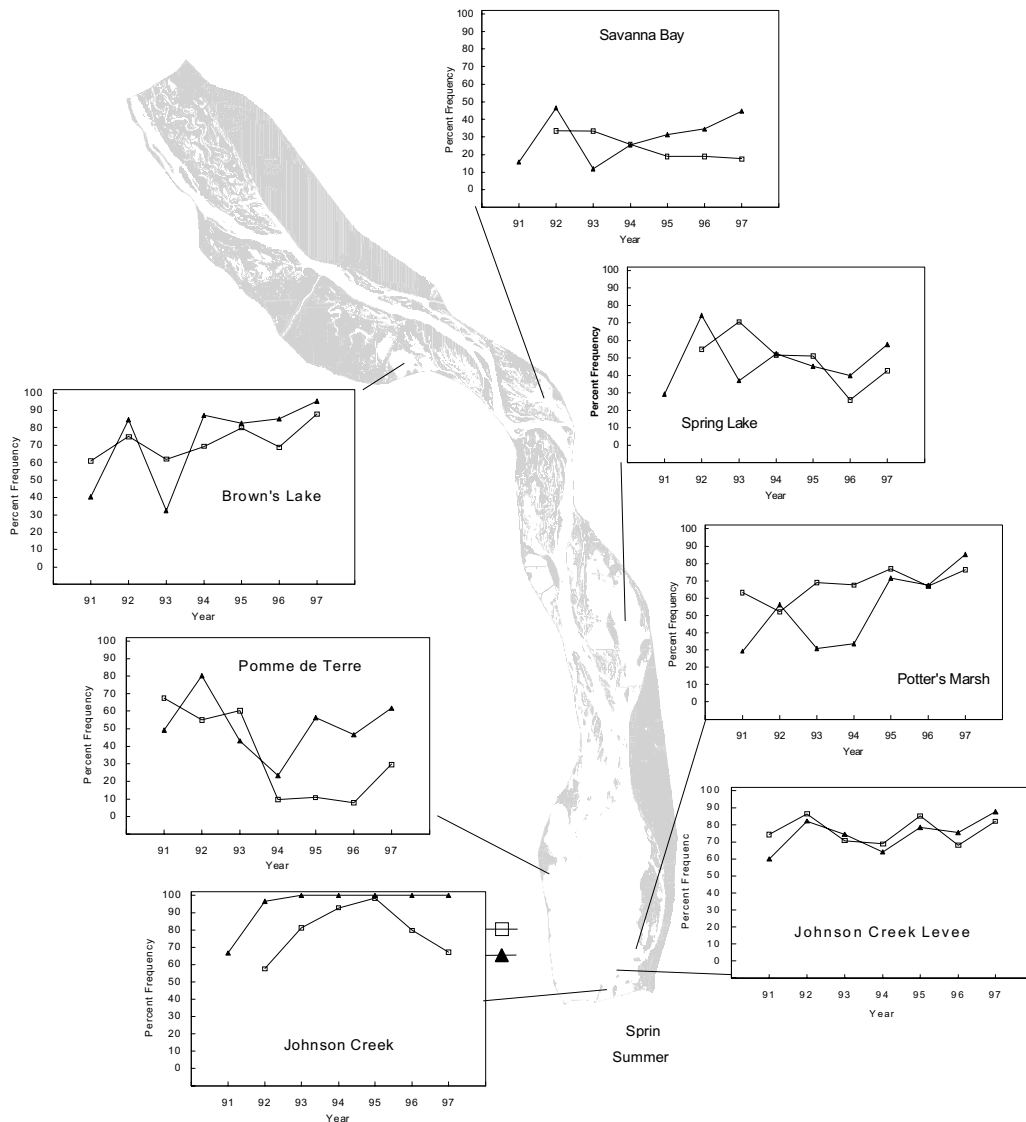 Savanna Bay
Percent Frequency
100
90
80
70
60
50
40
30
20
10
0
91 92 93 94 95 96 97
Year
Spring Lake
Percent Frequency
100
90
80
70
60
50
40
30
20
10
0
91 92 93 94 95 96 97
Year
Brown's Lake
Percent Frequency
100
90
80
70
60
50
40
30
20
10
0
91 92 93 94 95 96 97
Year
Potter's Marsh
Percent Frequency
100
90
80
70
60
50
40
30
20
10
0
91 92 93 94 95 96 97
Year
Pomme de Terre
Percent Frequency
100
90
80
70
60
50
40
30
20
10
0
91 92 93 94 95 96 97
Year
Johnson Creek Levee
Percent Frequenc
100
90
80
70
60
50
40
30
20
10
0
91 92 93 94 95 96 97
Year
Johnson Creek
Percent Frequency
100
90
80
70
60
50
40
30
20
10
0
91 92 93 94 95 96 97
Year
Sprin
Summer